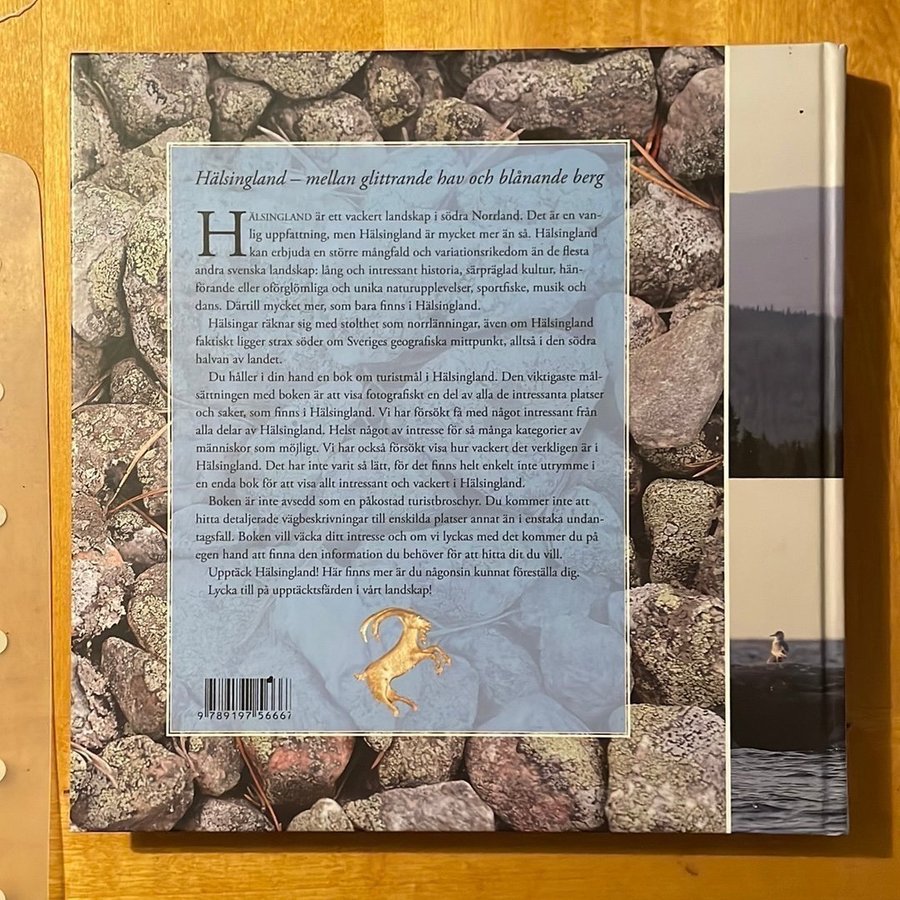 Hälsingland – mellan glittrande hav och blånande berg
HÄLSINGLAND är ett vackert landskap i södra Norrland. Det är en van-
lig uppfattning, men Hälsingland är mycket mer än så. Hälsingland
kan erbjuda en större mångfald och variationsrikedom än de flesta
andra svenska landskap: lång och intressant historia, särpräglad kultur, hän-
förande eller oförglömliga och unika naturupplevelser, sportfiske, musik och
dans. Därtill mycket mer, som bara finns i Hälsingland.
Hälsingar räknar sig med stolthet som norrlänningar, även om Hälsingland
faktiskt ligger strax söder om Sveriges geografiska mittpunkt, alltså i den södra
halvan av landet.
Du håller i din hand en bok om turistmål i Hälsingland. Den viktigaste mål-
sättningen med boken är att visa fotografiskt en del av alla de intressanta platser
och saker, som finns i Hälsingland. Vi har försökt få med något intressant från
alla delar av Hälsingland. Helst något av intresse för så många kategorier av
människor som möjligt. Vi har också försökt visa hur vackert det verkligen är i
Hälsingland. Det har inte varit så lätt, för det finns helt enkelt inte utrymme i
en enda bok för att visa allt intressant och vackert i Hälsingland.
Boken är inte avsedd som en påkostad turistbroschyr. Du kommer inte att
hitta detaljerade vägbeskrivningar till enskilda platser annat än i enstaka undan-
tagsfall. Boken vill väcka ditt intresse och om vi lyckas med det kommer du på
egen hand att finna den information du behöver för att hitta dit du vill.
Upptäck Hälsingland! Här finns mer är du någonsin kunnat föreställa dig.
Lycka till på upptäcktsfärden i vårt landskap!
9 789197 56667